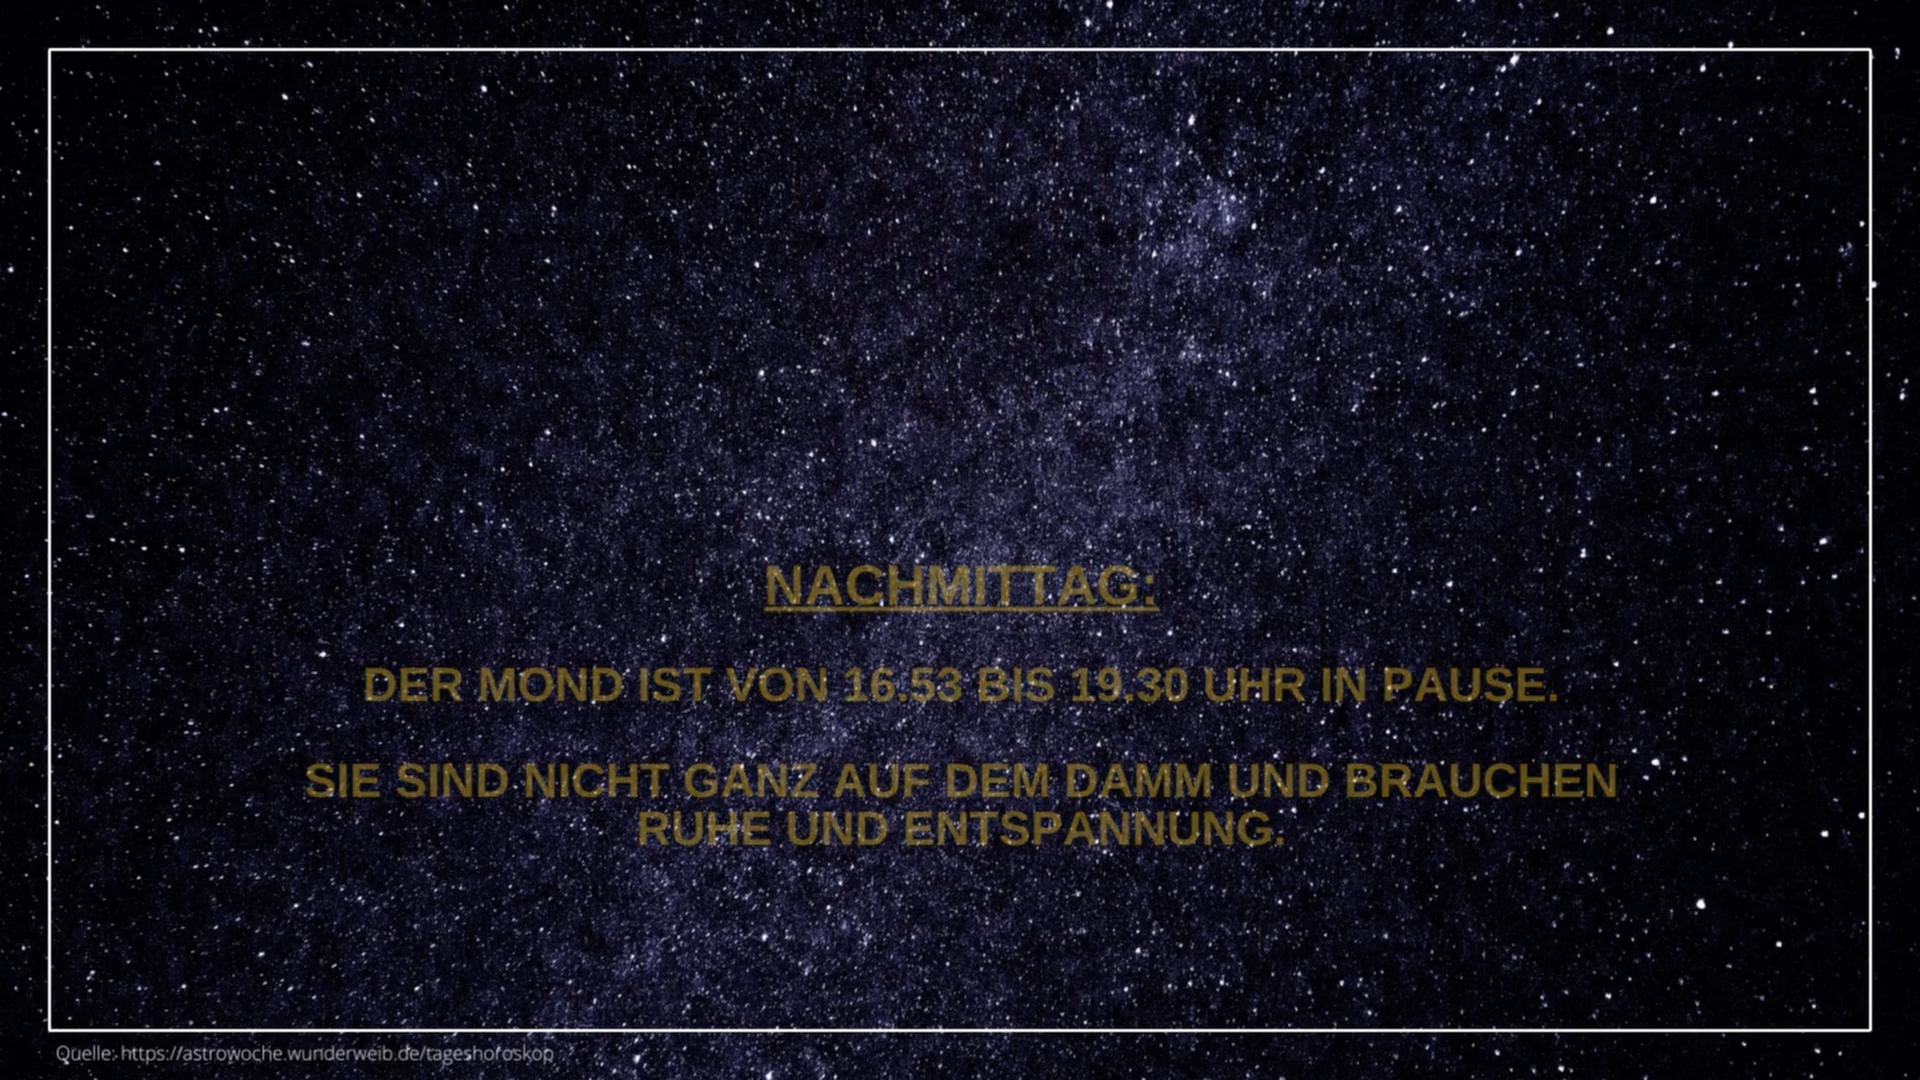 NACHMITTAG:
DER MOND IST VON 16.53 BIS 19.30 UHR IN PAUSE.
SIE SIND NICHT GANZ AUF DEM DAMM UND BRAUCHEN
RUHE UND ENTSPANNUNG.
Quelle: https://astrowoche.wunderweib.de/tageshoroskop